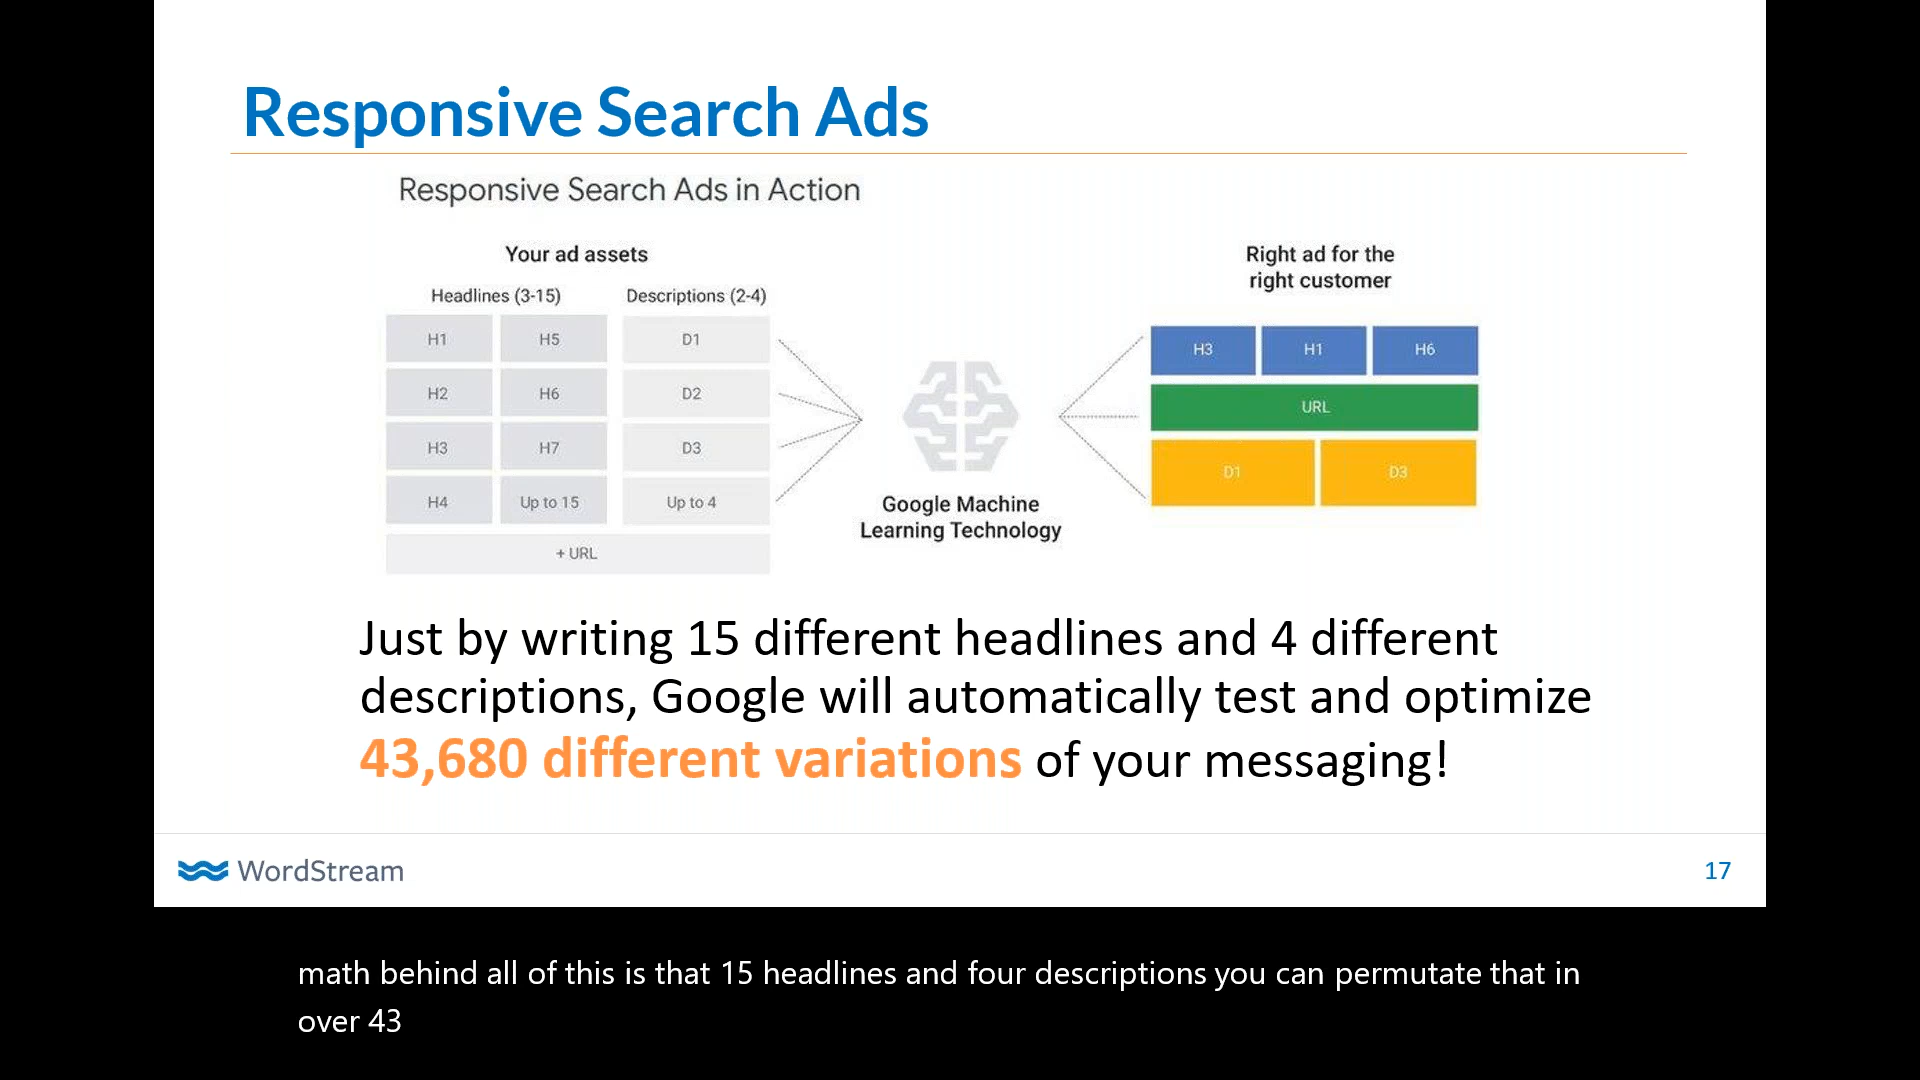 Responsive Search Ads
Responsive Search Ads in Action
Your ad assets
Headlines (3-15) Descriptions (2-4)
H1 H5 D1
H2 H6 D2
H3 H7 D3
H4 Up to 15 Up to 4
+ URL
Google Machine
Learning Technology
Right ad for the
right customer
H3 H1 H6
URL
D1 D3
Just by writing 15 different headlines and 4 different
descriptions, Google will automatically test and optimize
43,680 different variations of your messaging!
WordStream
17
math behind all of this is that 15 headlines and four descriptions you can permutate that in
over 43